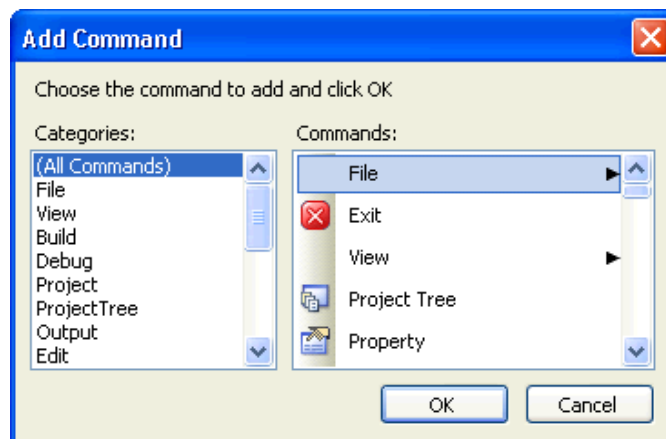 Add Command
Choose the command to add and click OK
Categories:
(All Commands)
File
View
Build
Debug
Project
ProjectTree
Output
Edit
Commands:
File
Exit
View
Project Tree
Property
OK
Cancel